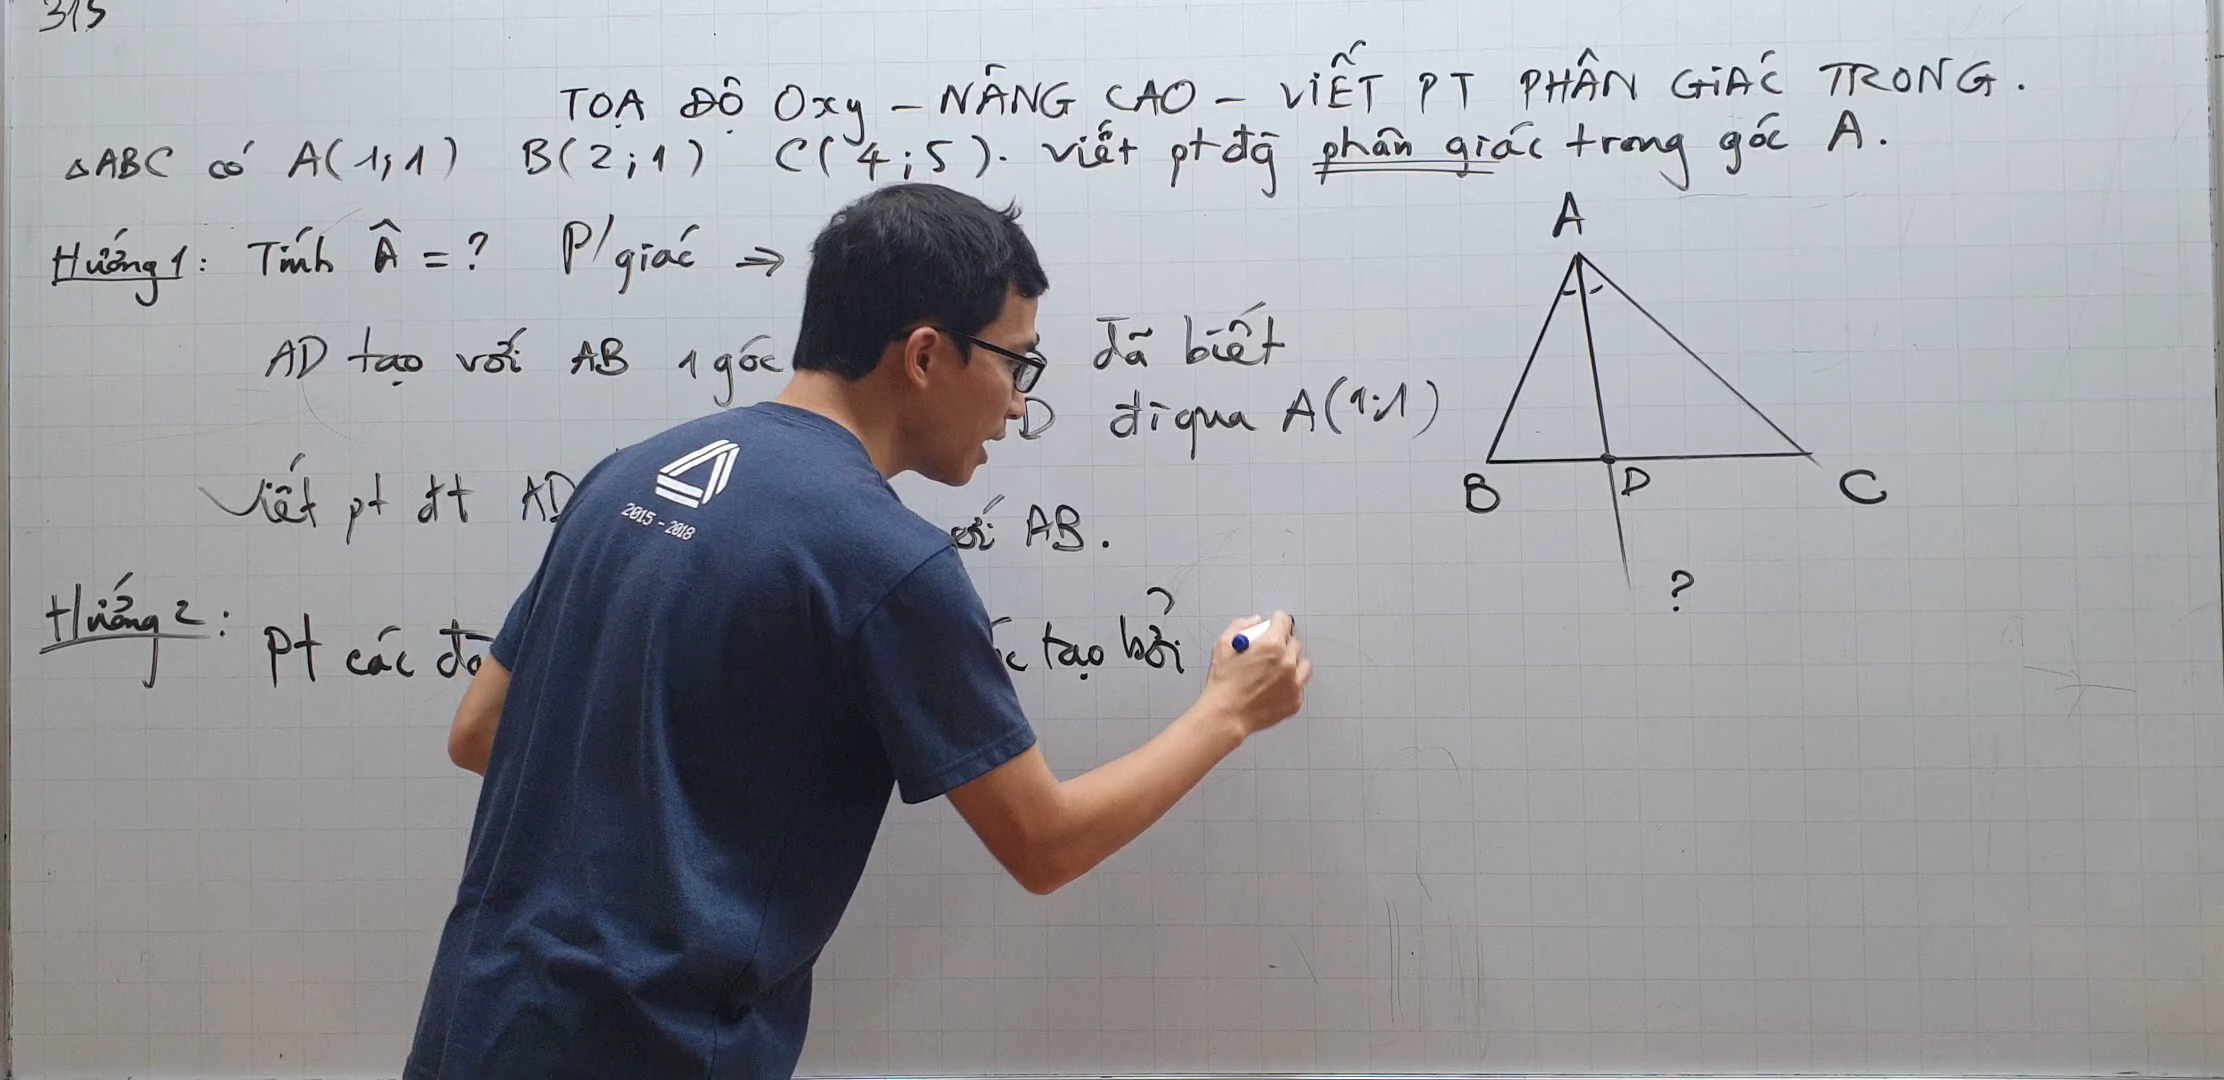 315
TOẠ ĐỘ Oxy - NÂNG CAO - VIẾT PT PHÂN GIÁC TRONG.
△ABC có A(1;1) B(2;1) C(4;5). Viết pt đg phân giác trong góc A.
Hướng 1: Tính Â = ? P/giác ⇒
AD tạo với AB 1 góc đã biết
D đi qua A(1;1)
Viết pt đt AD ới AB.
Hướng 2: pt các đ tạo bởi
A
B
D
C
?
2015 - 2018